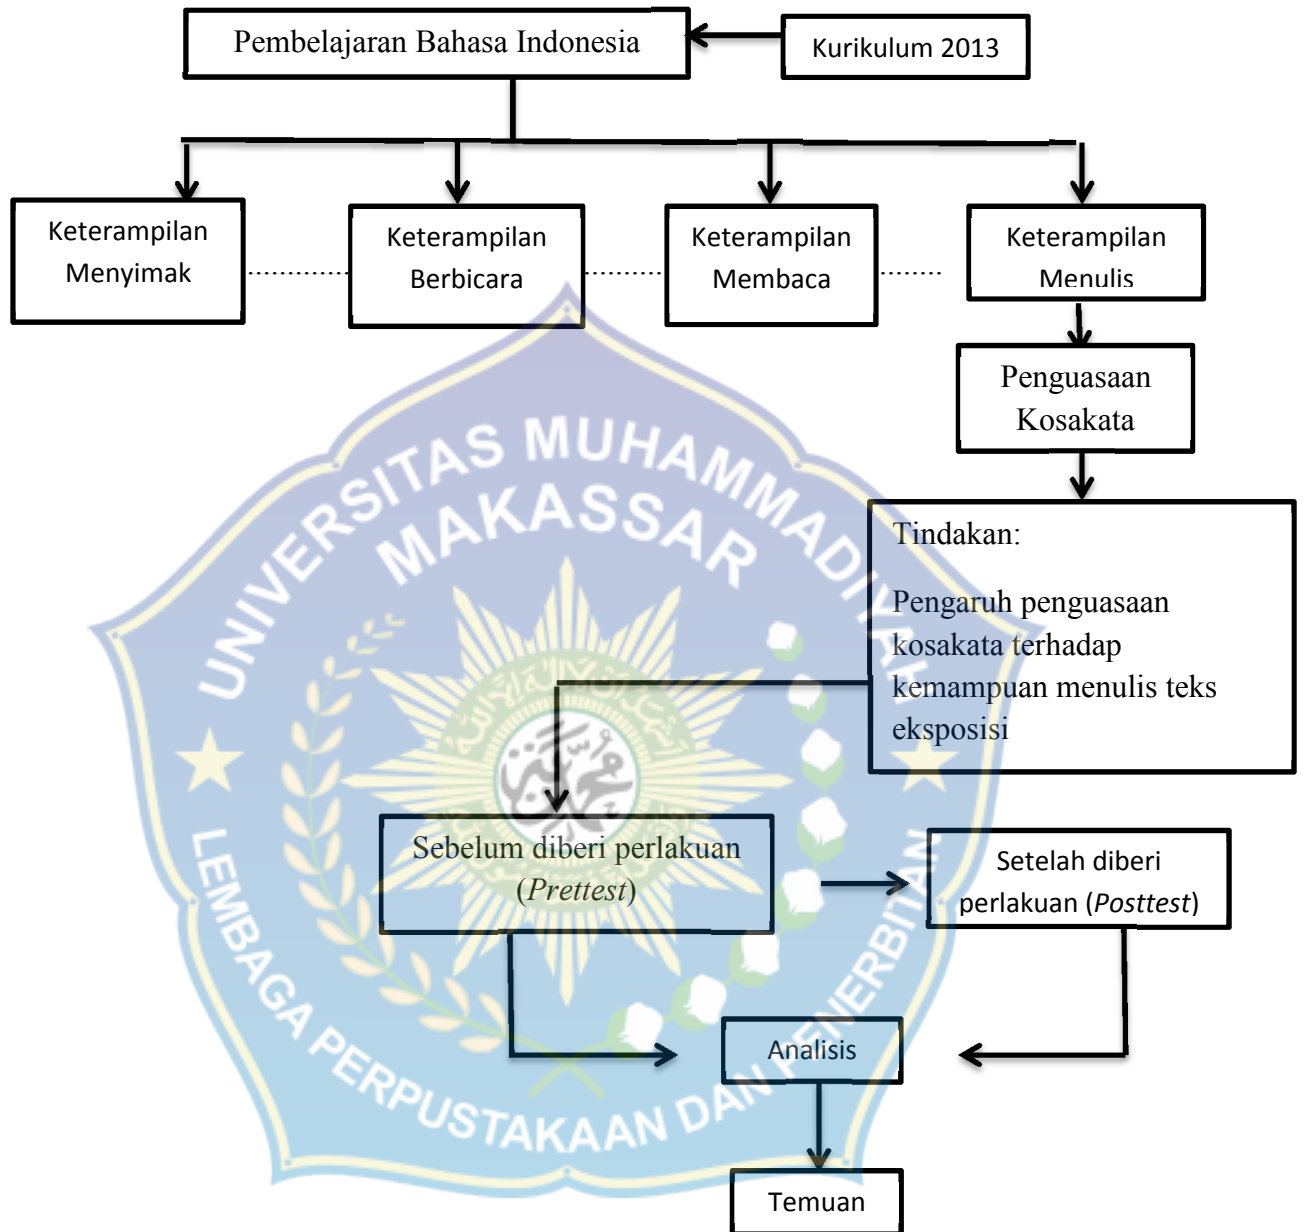 Pembelajaran Bahasa Indonesia
Kurikulum 2013
Keterampilan
Menyimak
Keterampilan
Berbicara
Keterampilan
Membaca
Keterampilan
Menulis
Penguasaan
Kosakata
Tindakan:
Pengaruh penguasaan
kosakata terhadap
kemampuan menulis teks
eksposisi
Sebelum diberi perlakuan
(Prettest)
Setelah diberi
perlakuan (Posttest)
Analisis
Temuan
UNIVERSITAS MUHAMMADIYAH
MAKASSAR
LEMBAGA PERPUSTAKAAN DAN PENERBITAN